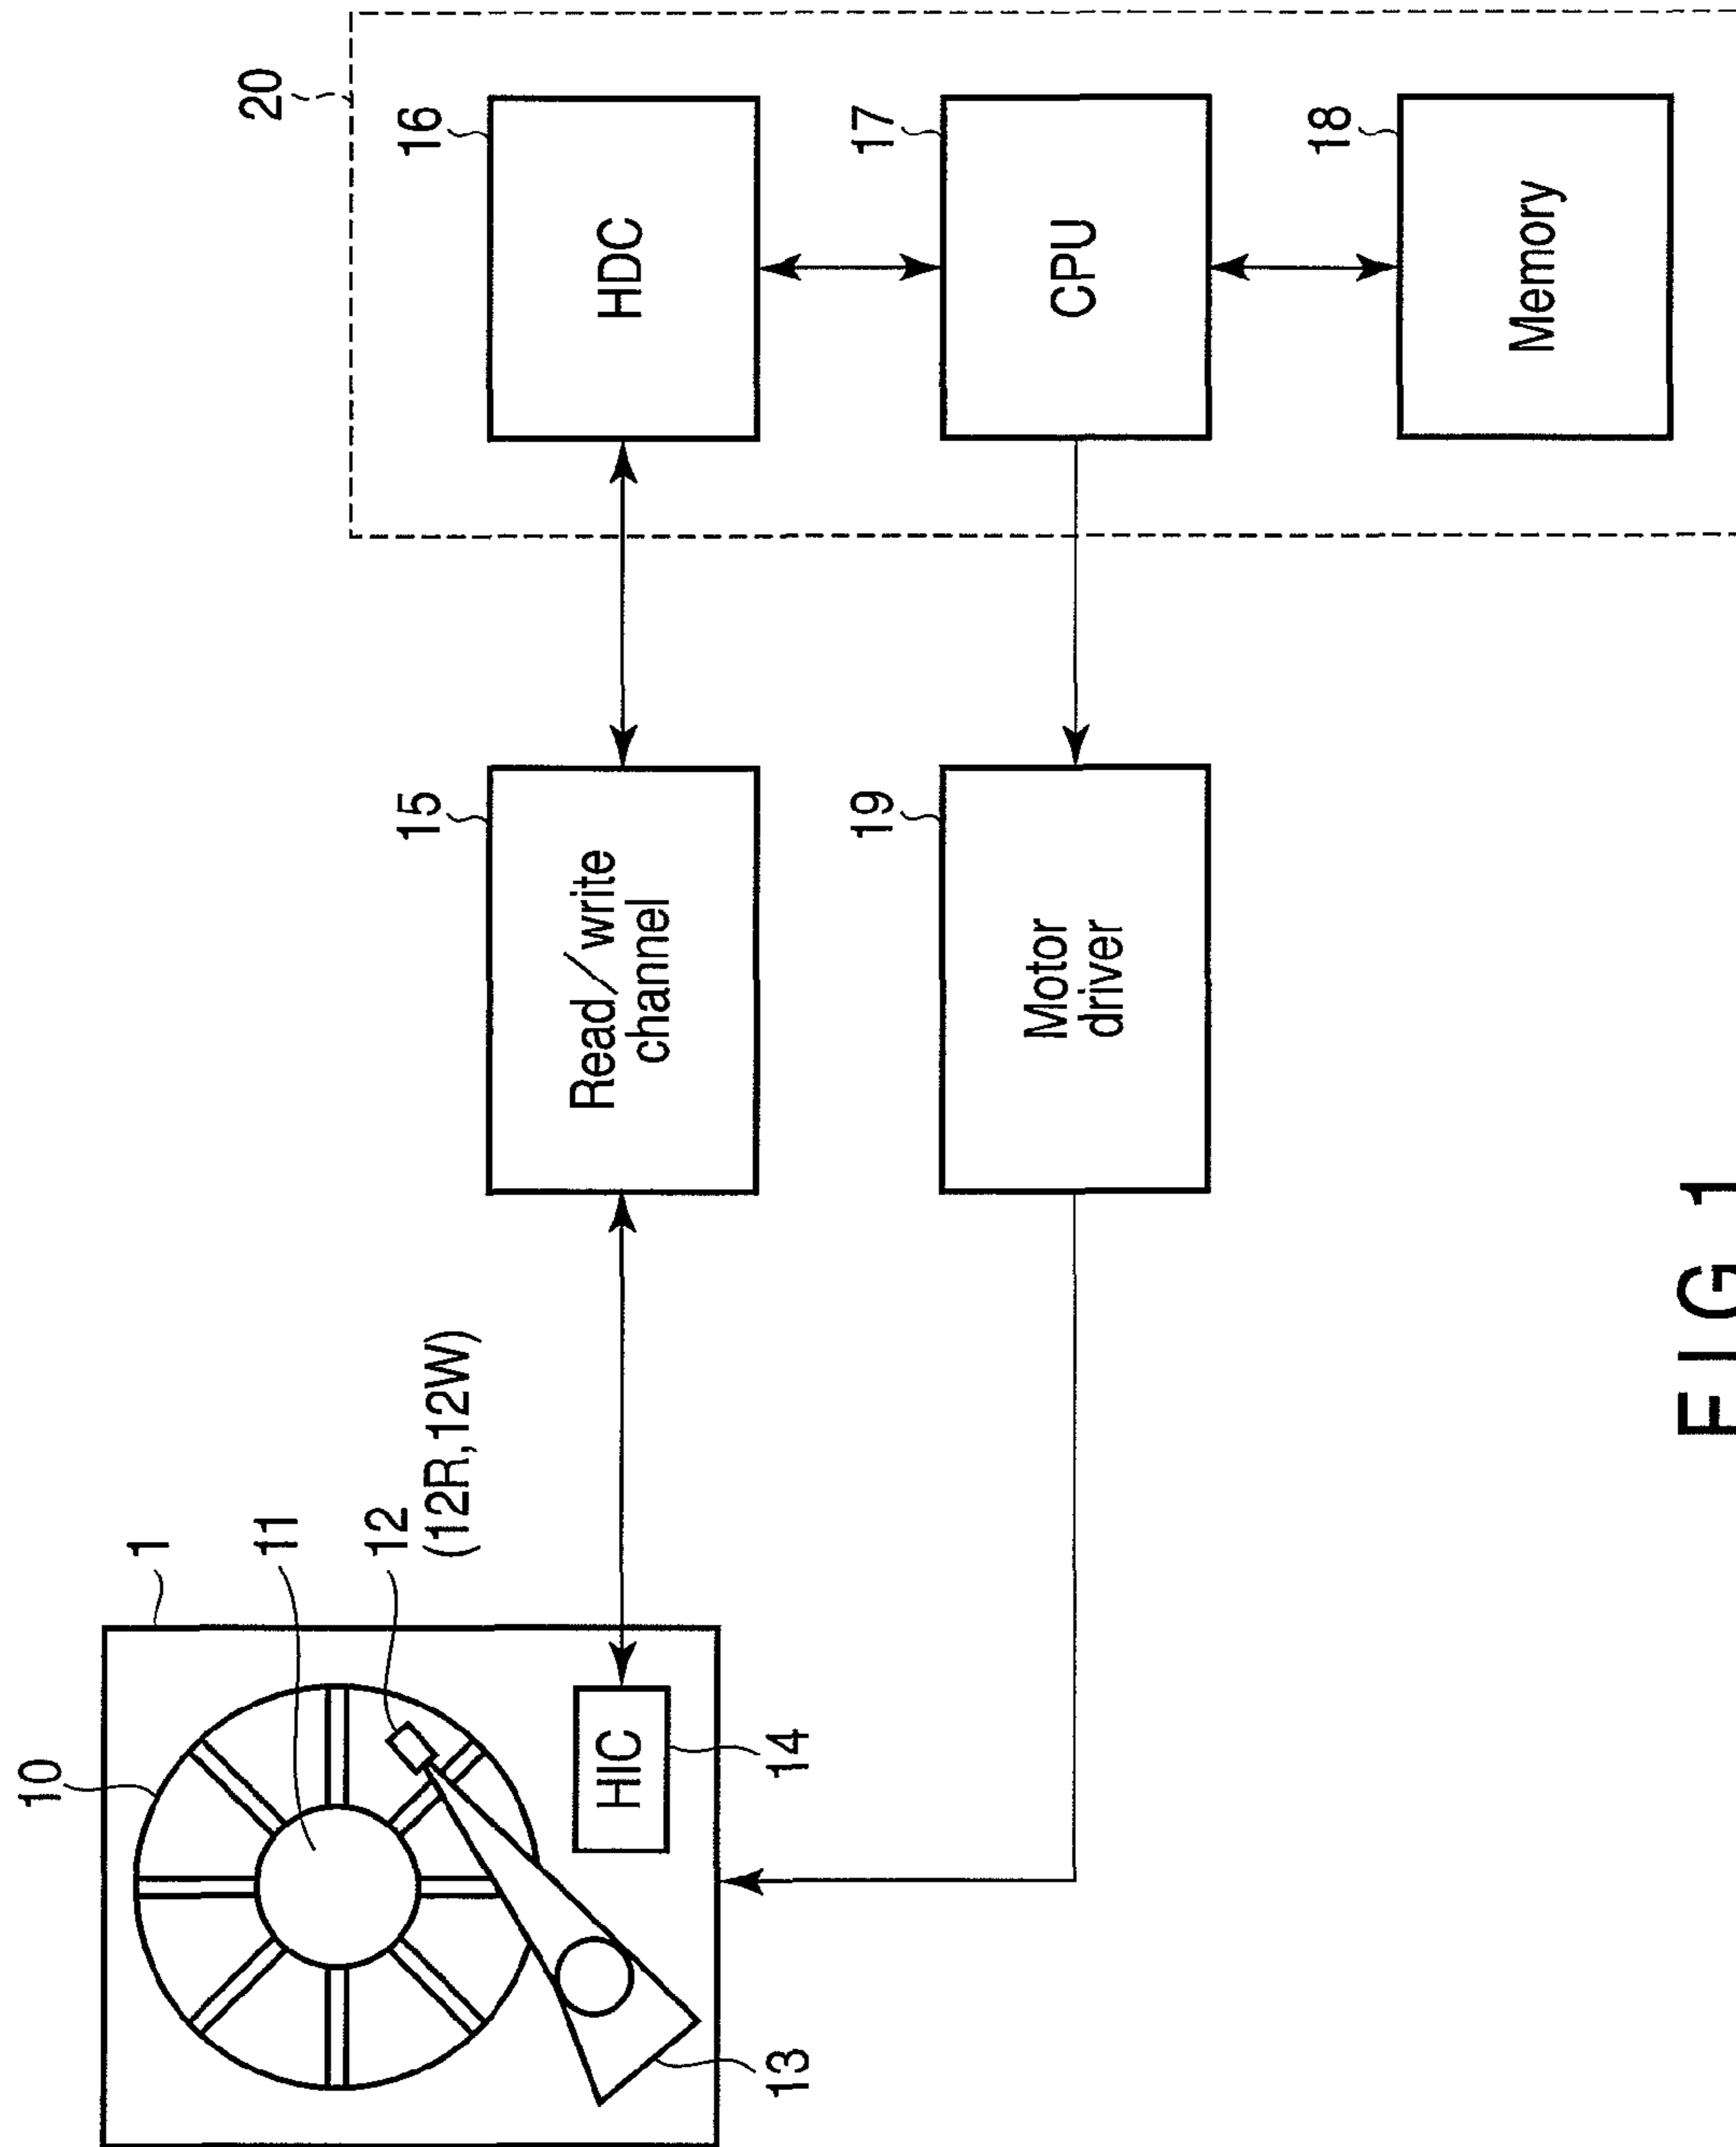 1
10
11
12
(12R,12W)
HIC
14
13
15
Read/write
channel
19
Motor
driver
20
16
HDC
17
CPU
18
Memory
FIG.1